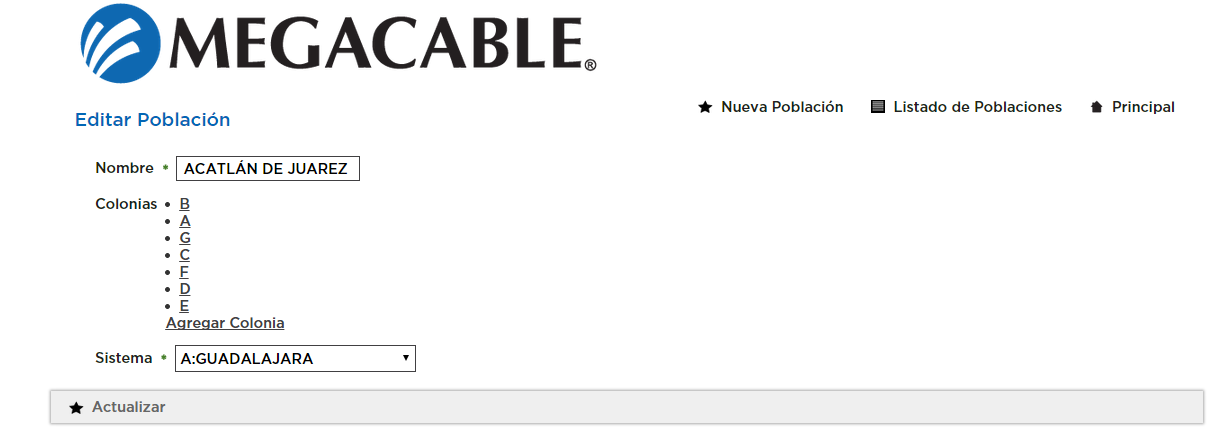 MEGACABLE®
Nueva Población Listado de Poblaciones Principal
Editar Población
Nombre * ACATLÁN DE JUAREZ
Colonias • B
• A
• G
• C
• F
• D
• E
Agregar Colonia
Sistema * A:GUADALAJARA
Actualizar